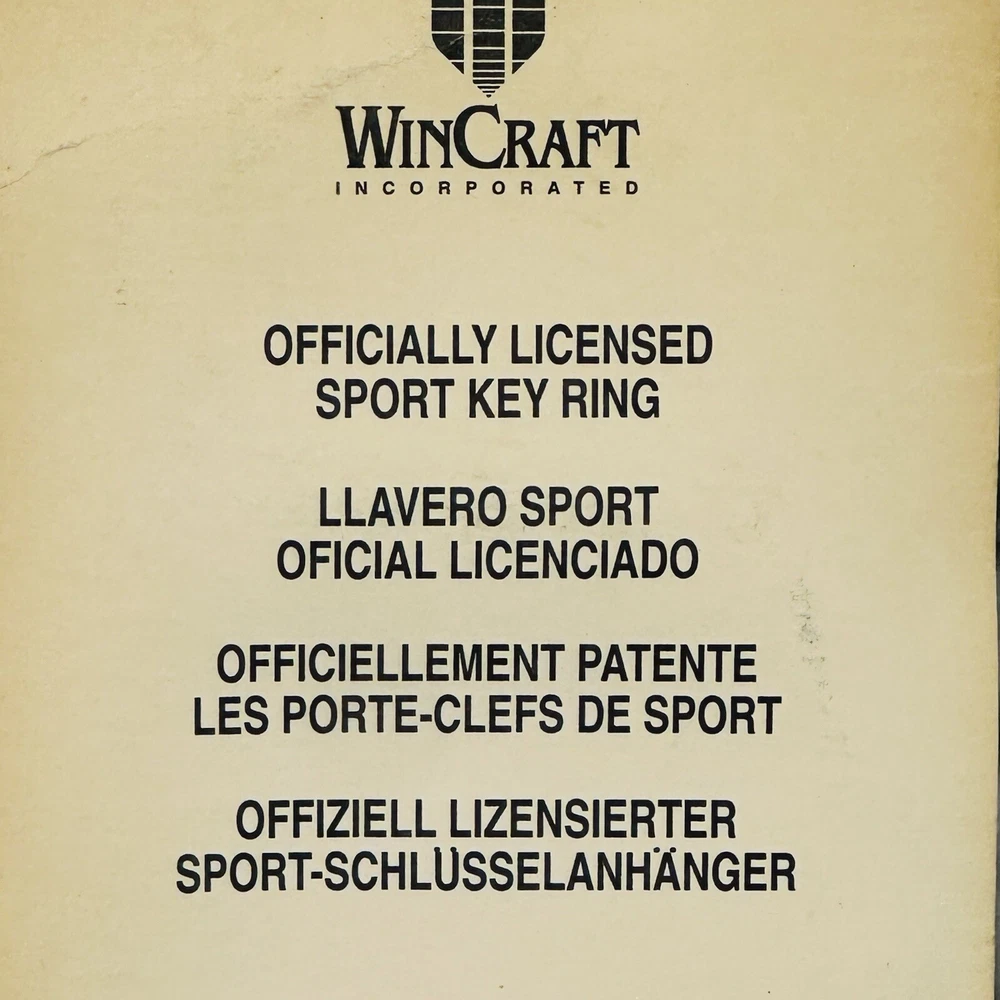 WINCRAFT
INCORPORATED
OFFICIALLY LICENSED
SPORT KEY RING
LLAVERO SPORT
OFICIAL LICENCIADO
OFFICIELLEMENT PATENTE
LES PORTE-CLEFS DE SPORT
OFFIZIELL LIZENSIERTER
SPORT-SCHLÜSSELANHÄNGER